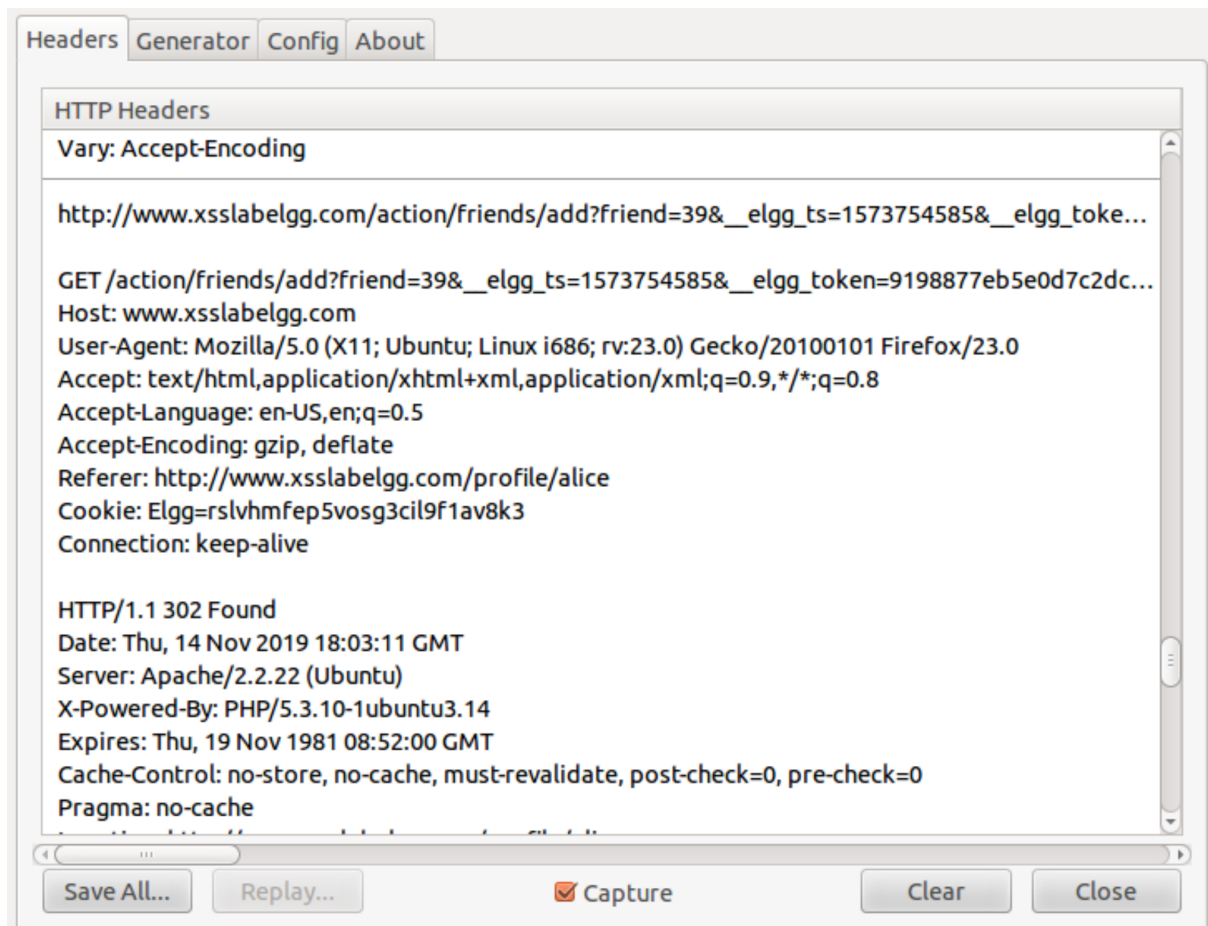 Headers Generator Config About
HTTP Headers
Vary: Accept-Encoding
http://www.xsslabelgg.com/action/friends/add?friend=39&__elgg_ts=1573754585&__elgg_toke...
GET /action/friends/add?friend=39&__elgg_ts=1573754585&__elgg_token=9198877eb5e0d7c2dc...
Host: www.xsslabelgg.com
User-Agent: Mozilla/5.0 (X11; Ubuntu; Linux i686; rv:23.0) Gecko/20100101 Firefox/23.0
Accept: text/html,application/xhtml+xml,application/xml;q=0.9,*/*;q=0.8
Accept-Language: en-US,en;q=0.5
Accept-Encoding: gzip, deflate
Referer: http://www.xsslabelgg.com/profile/alice
Cookie: Elgg=rslvhmfep5vosg3cil9f1av8k3
Connection: keep-alive
HTTP/1.1 302 Found
Date: Thu, 14 Nov 2019 18:03:11 GMT
Server: Apache/2.2.22 (Ubuntu)
X-Powered-By: PHP/5.3.10-1ubuntu3.14
Expires: Thu, 19 Nov 1981 08:52:00 GMT
Cache-Control: no-store, no-cache, must-revalidate, post-check=0, pre-check=0
Pragma: no-cache
Save All... Replay... Capture Clear Close